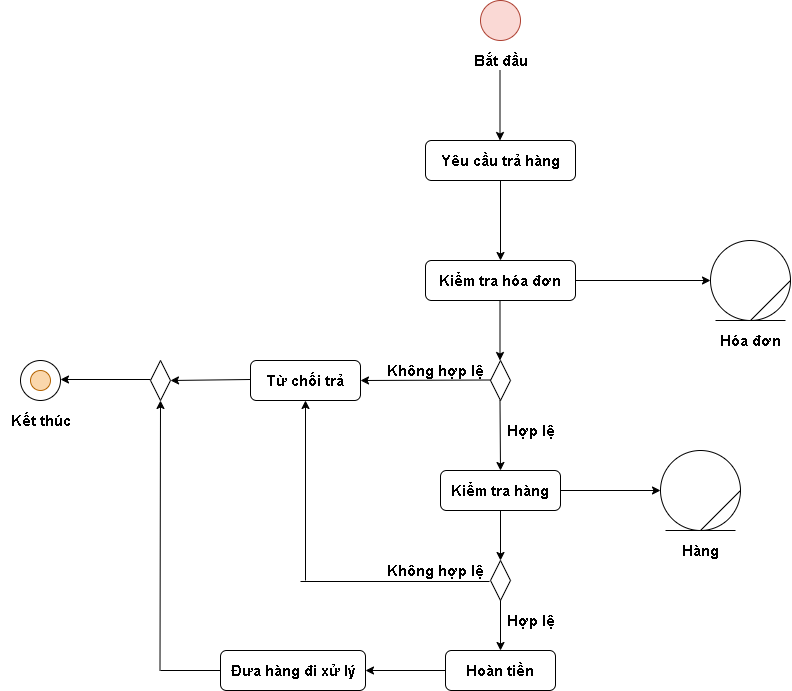 Bắt đầu
Yêu cầu trả hàng
Kiểm tra hóa đơn
Hóa đơn
Không hợp lệ
Từ chối trả
Kết thúc
Hợp lệ
Kiểm tra hàng
Hàng
Không hợp lệ
Hợp lệ
Đưa hàng đi xử lý
Hoàn tiền